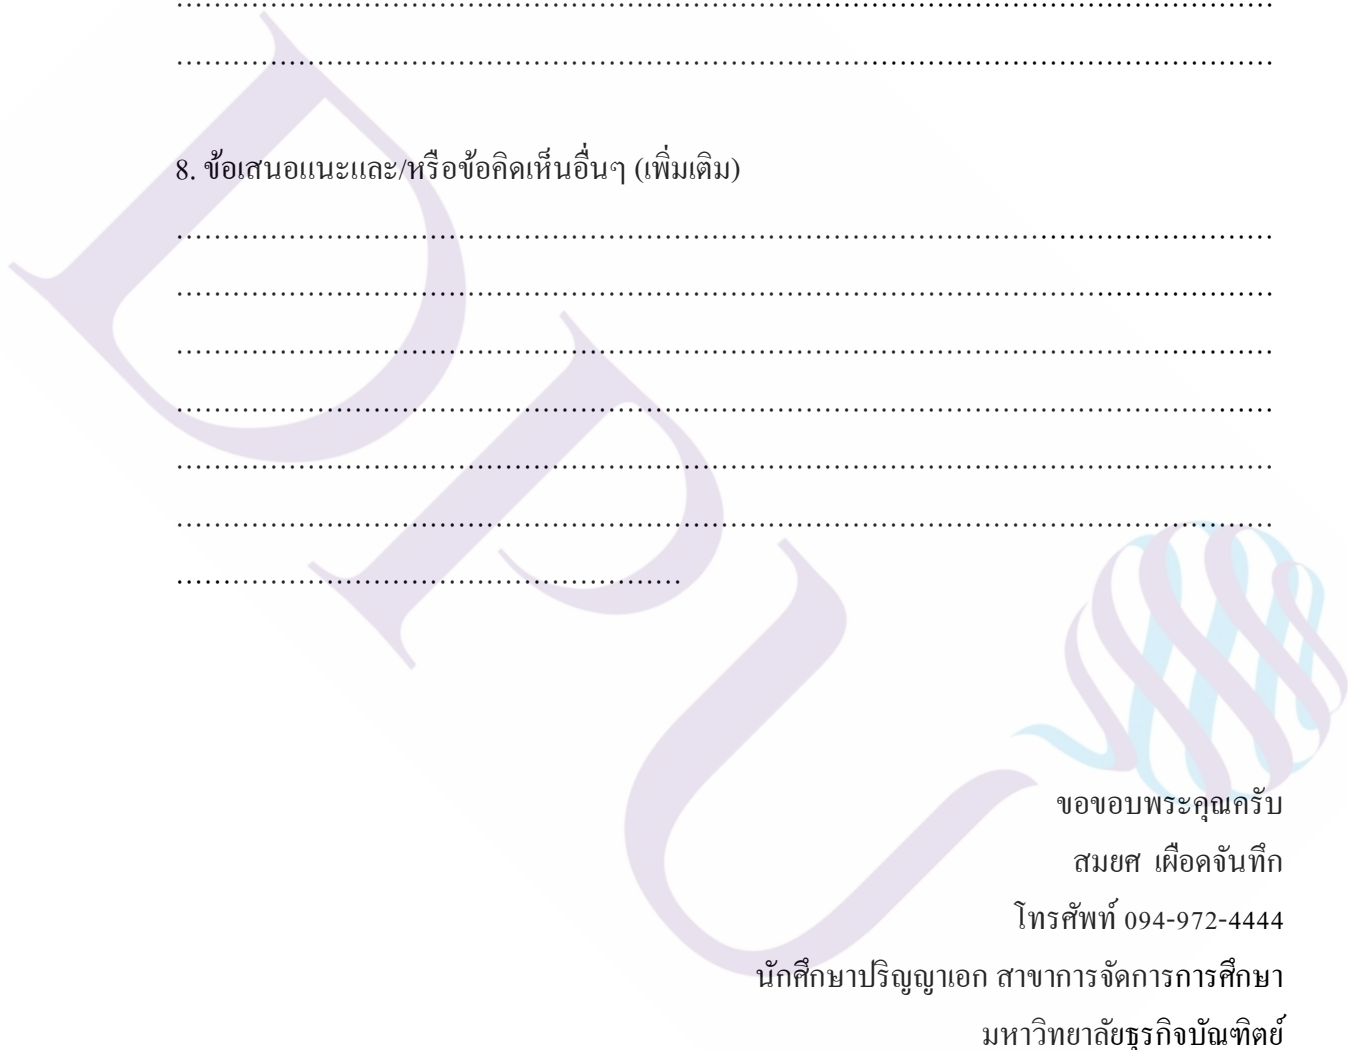 ................................................................................................................................
................................................................................................................................
8. ข้อเสนอแนะและ/หรือข้อคิดเห็นอื่นๆ (เพิ่มเติม)
................................................................................................................................
................................................................................................................................
................................................................................................................................
................................................................................................................................
................................................................................................................................
................................................................................................................................
...........................................................
DPU
ขอขอบพระคุณครับ
สมยศ เผือดจันทึก
โทรศัพท์ 094-972-4444
นักศึกษาปริญญาเอก สาขาการจัดการการศึกษา
มหาวิทยาลัยธุรกิจบัณฑิตย์